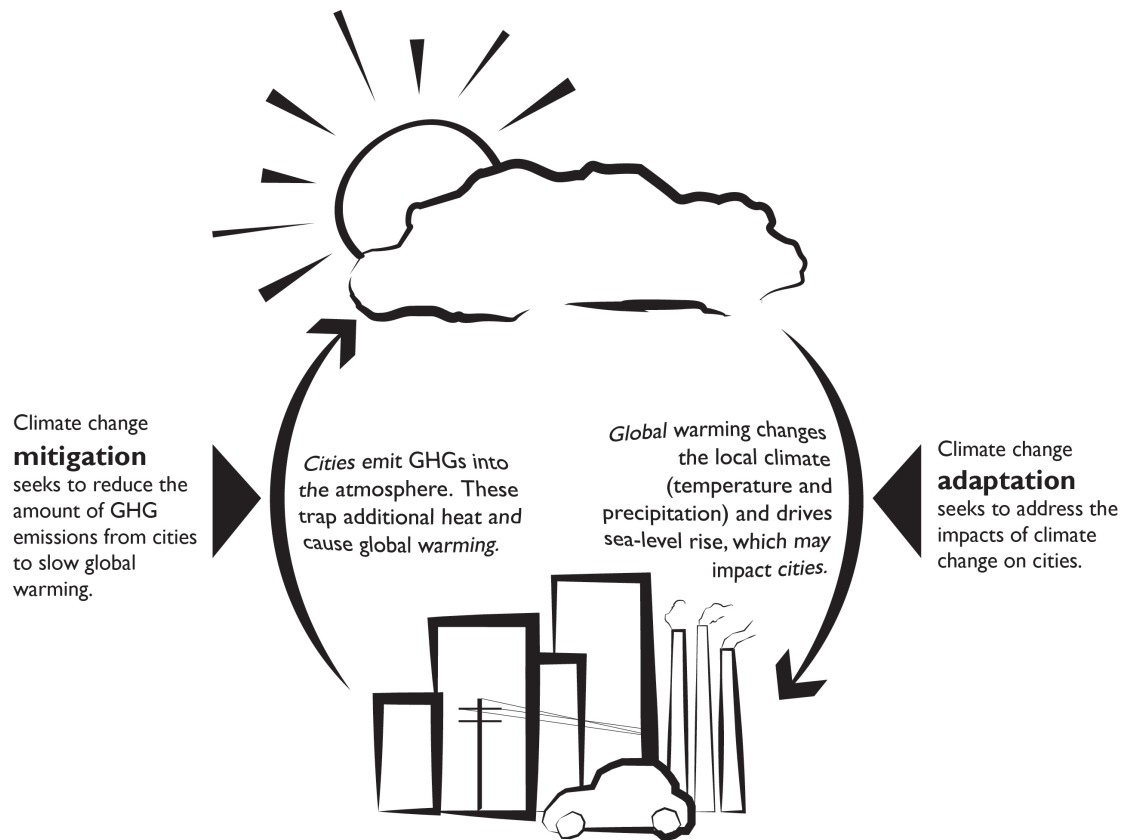 Climate change
mitigation
seeks to reduce the
amount of GHG
emissions from cities
to slow global
warming.
Cities emit GHGs into
the atmosphere. These
trap additional heat and
cause global warming.
Global warming changes
the local climate
(temperature and
precipitation) and drives
sea-level rise, which may
impact cities.
Climate change
adaptation
seeks to address the
impacts of climate
change on cities.